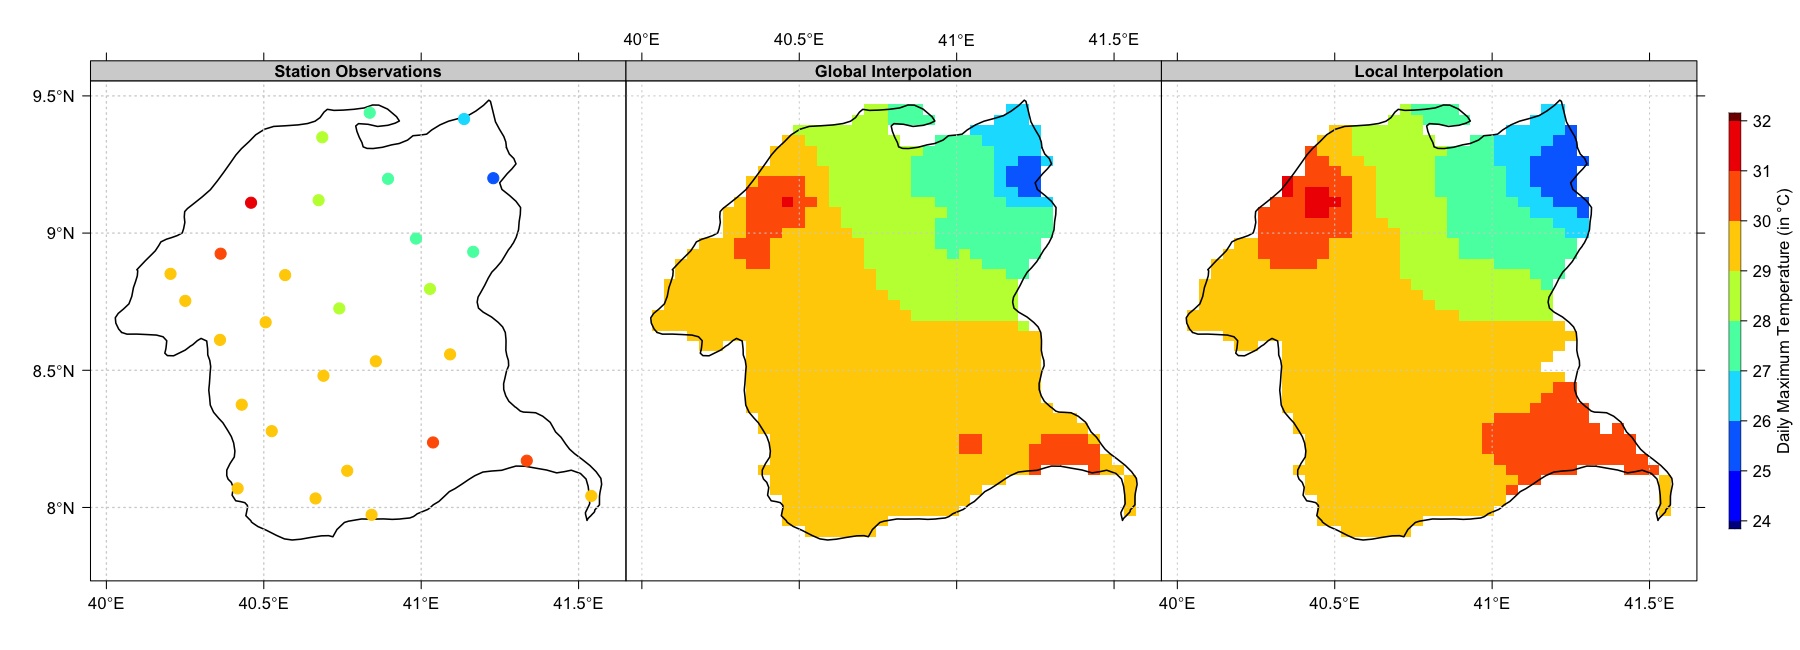 40°E 40.5°E 41°E 41.5°E
Station Observations Global Interpolation Local Interpolation
9.5°N
9°N
8.5°N
8°N
40°E 40.5°E 41°E 41.5°E 40°E 40.5°E 41°E 41.5°E
32
31
30
29
28
27
26
25
24
Daily Maximum Temperature (in °C)